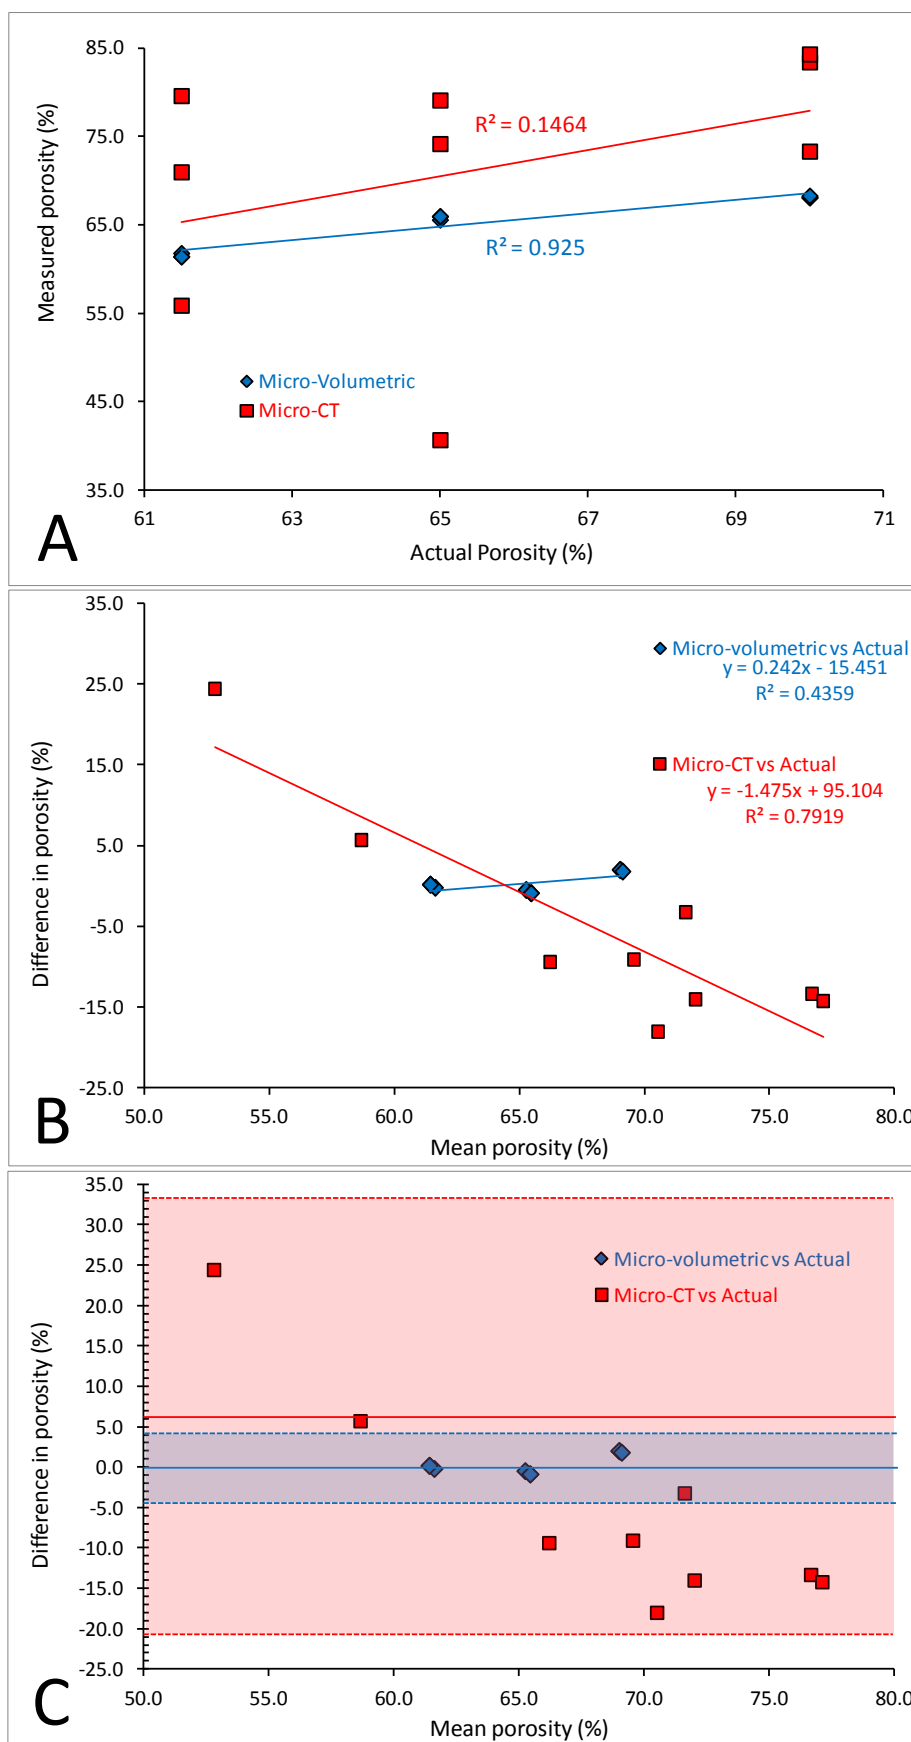 85.0
75.0
65.0
55.0
45.0
35.0
Measured porosity (%)
R² = 0.1464
R² = 0.925
Micro-Volumetric
Micro-CT
61 63 65 67 69 71
Actual Porosity (%)
A
35.0
25.0
15.0
5.0
-5.0
-15.0
-25.0
Difference in porosity (%)
Micro-volumetric vs Actual
y = 0.242x - 15.451
R² = 0.4359
Micro-CT vs Actual
y = -1.475x + 95.104
R² = 0.7919
50.0 55.0 60.0 65.0 70.0 75.0 80.0
Mean porosity (%)
B
35.0
30.0
25.0
20.0
15.0
10.0
5.0
0.0
-5.0
-10.0
-15.0
-20.0
-25.0
Difference in porosity (%)
Micro-volumetric vs Actual
Micro-CT vs Actual
50.0 55.0 60.0 65.0 70.0 75.0 80.0
Mean porosity (%)
C